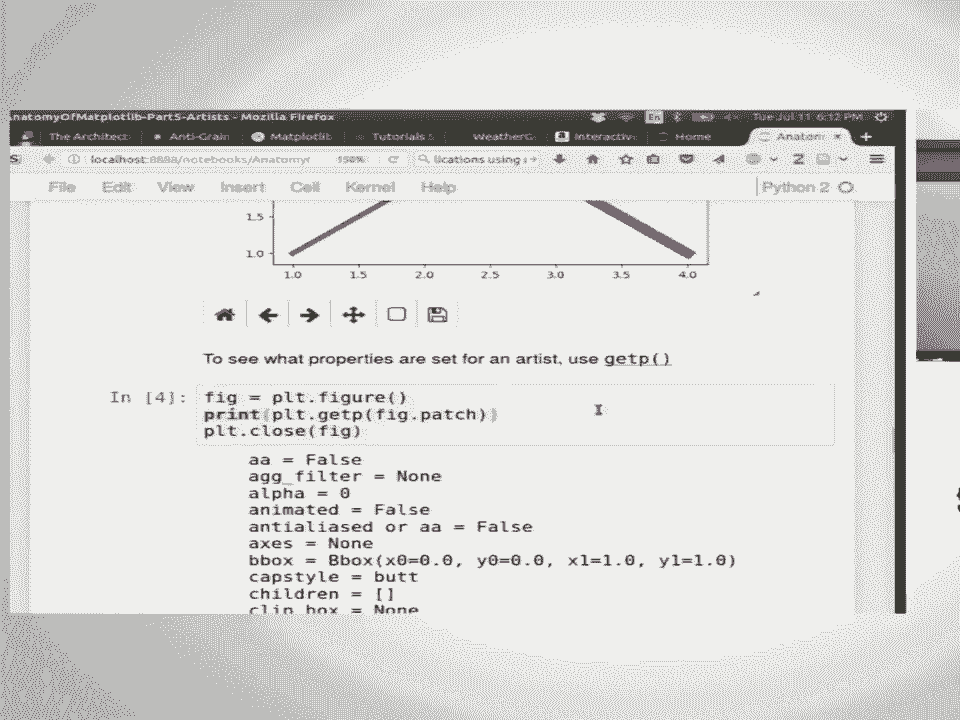 natomyOfMatplotlib-Part5-Artists - Mozilla Firefox
En
Tue Jul 11 6:12 PM
The Architect
Anti-Grain
Matplotlib
Tutorials
WeatherG
Interactiv
Home
Anatom
localhost:8888/notebooks/Anatomy
150%
lications using
File Edit View Insert Cell Kernel Help
Python 2
1.5
1.0
1.0 1.5 2.0 2.5 3.0 3.5 4.0
To see what properties are set for an artist, use getp()
In [4]: fig = plt.figure()
print(plt.getp(fig.patch))
plt.close(fig)
aa = False
agg_filter = None
alpha = 0
animated = False
antialiased or aa = False
axes = None
bbox = Bbox(x0=0.0, y0=0.0, x1=1.0, y1=1.0)
capstyle = butt
children = []
clip_box = None